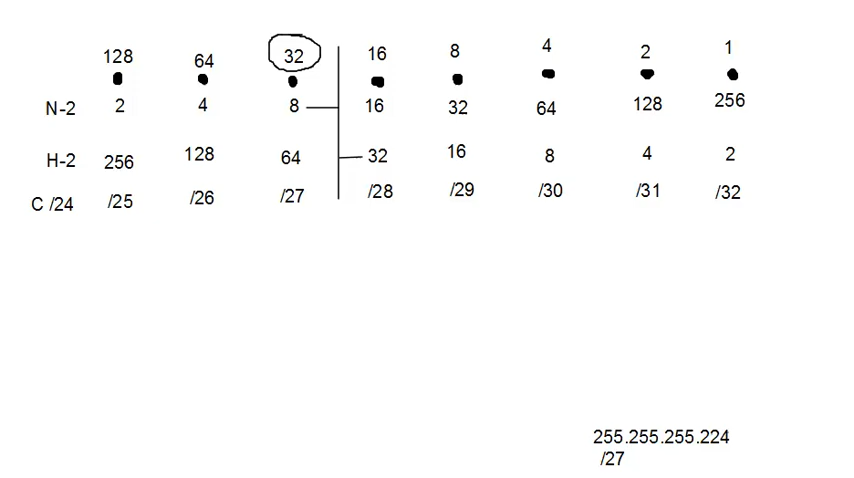 128 64 32 16 8 4 2 1
N-2 2 4 8 16 32 64 128 256
H-2 256 128 64 32 16 8 4 2
C /24 /25 /26 /27 /28 /29 /30 /31 /32
255.255.255.224
/27